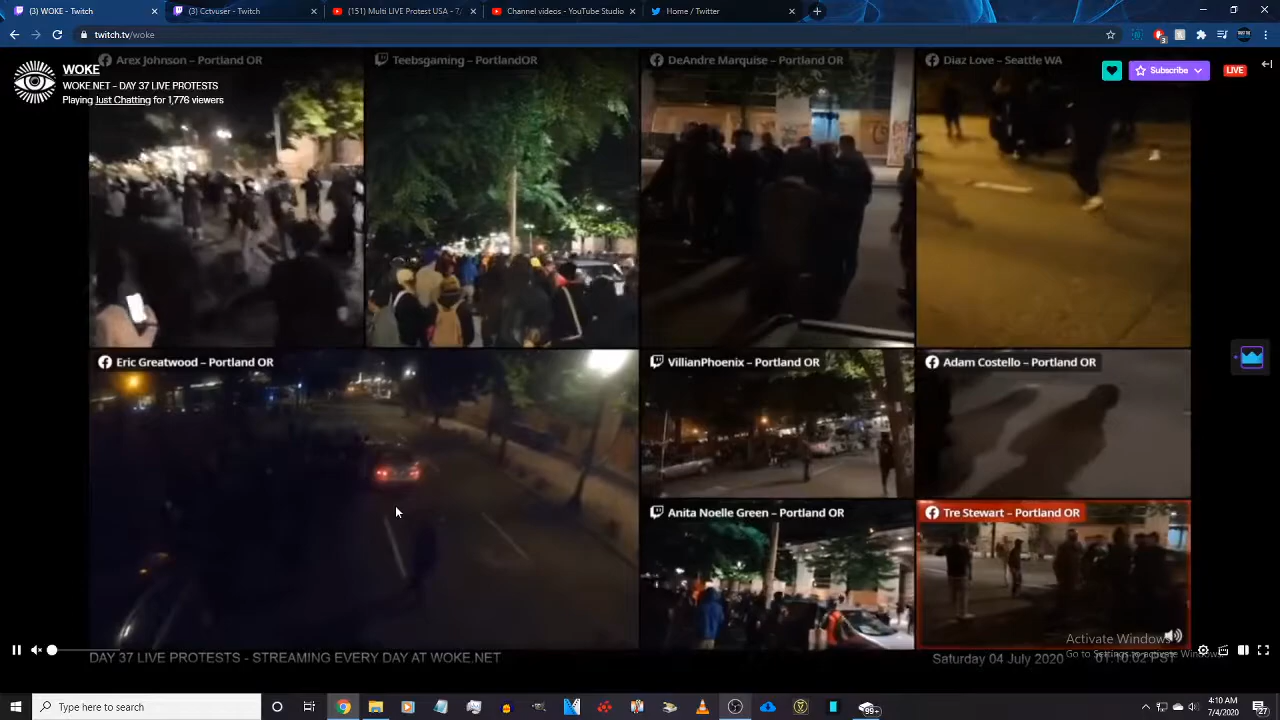 (3) WOKE - Twitch
(3) Cctvuser - Twitch
(151) Multi LIVE Protest USA - 7/
Channel videos - YouTube Studio
Home / Twitter
twitch.tv/woke
3
WOKE
WOKE.NET - DAY 37 LIVE PROTESTS
Playing Just Chatting for 1,776 viewers
Subscribe
LIVE
Arex Johnson – Portland OR
Teebsgaming – PortlandOR
DeAndre Marquise – Portland OR
Diaz Love – Seattle WA
Eric Greatwood – Portland OR
VillianPhoenix – Portland OR
Adam Costello – Portland OR
Anita Noelle Green – Portland OR
Tre Stewart – Portland OR
Activate Windows
Go to Settings to activate Windows.
DAY 37 LIVE PROTESTS - STREAMING EVERY DAY AT WOKE.NET
Saturday 04 July 2020 01:10:02 PST
Type here to search
99+
4:10 AM
7/4/2020